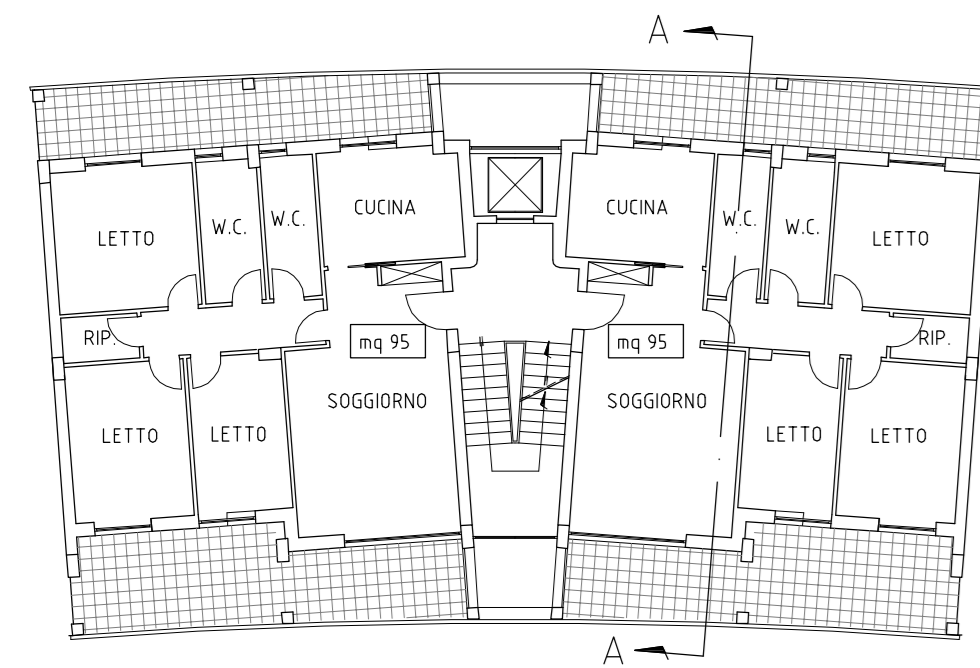 A
CUCINA
CUCINA
W.C.
W.C.
W.C.
W.C.
LETTO
LETTO
RIP.
mq 95
mq 95
RIP.
SOGGIORNO
SOGGIORNO
LETTO
LETTO
LETTO
LETTO
A